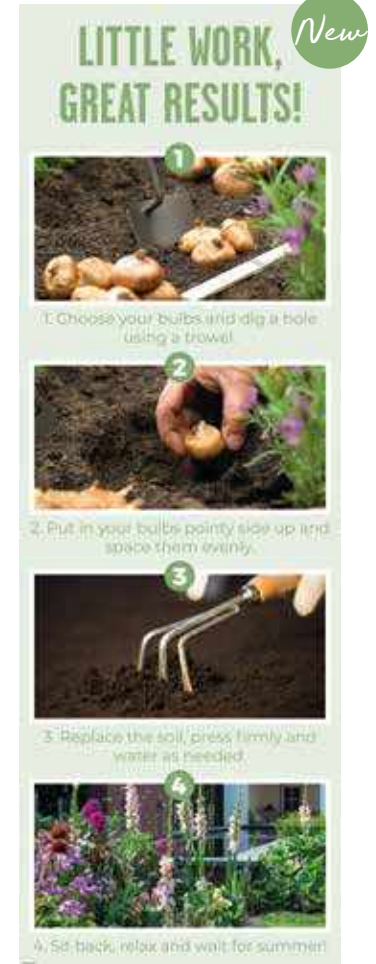 New
LITTLE WORK,
GREAT RESULTS!
1
1. Choose your bulbs and dig a hole
using a trowel.
2
2. Put in your bulbs pointy side up and
space them evenly.
3
3. Replace the soil, press firmly and
water as needed.
4
4. Sit back, relax and wait for summer!